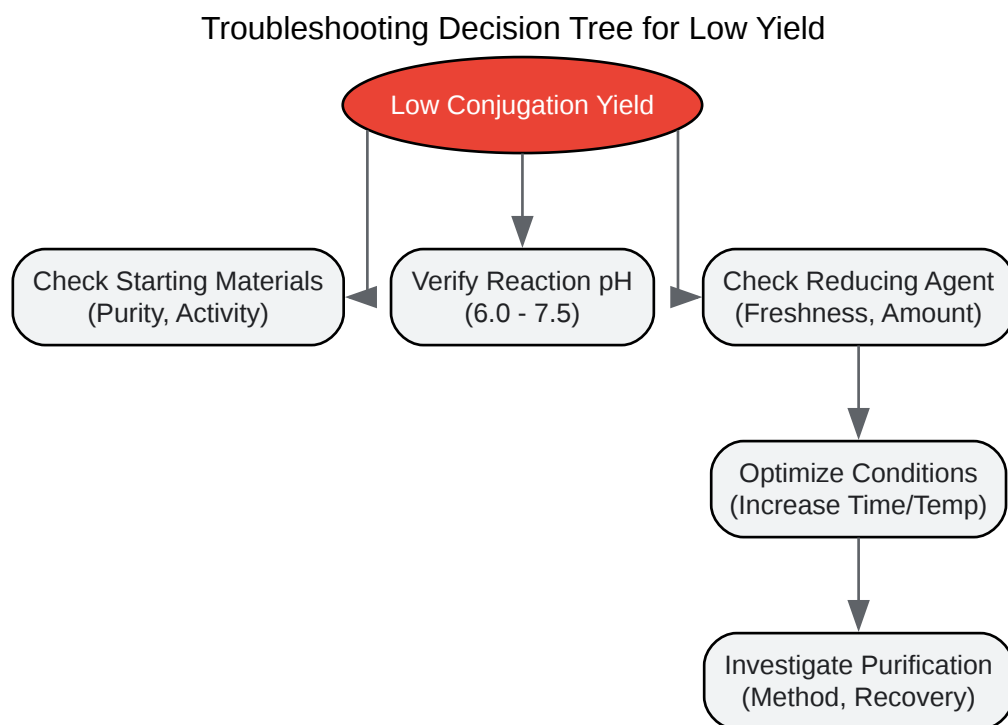 Troubleshooting Decision Tree for Low Yield
Low Conjugation Yield
Check Starting Materials
(Purity, Activity)
Verify Reaction pH
(6.0 - 7.5)
Check Reducing Agent
(Freshness, Amount)
Optimize Conditions
(Increase Time/Temp)
Investigate Purification
(Method, Recovery)